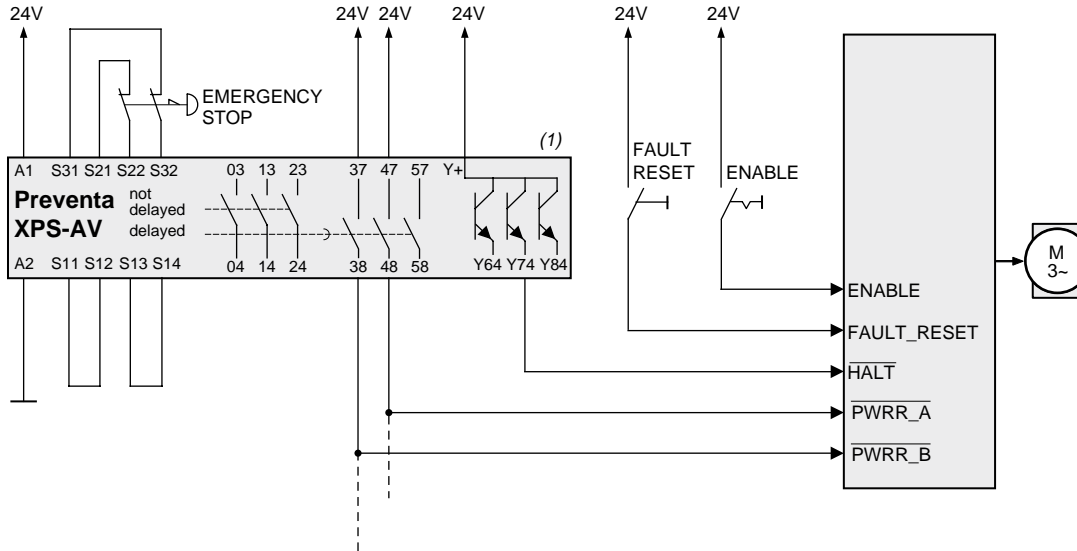 24V 24V 24V 24V 24V 24V
EMERGENCY
STOP
(1)
FAULT
RESET
ENABLE
A1 S31 S21 S22 S32 03 13 23 37 47 57 Y+
Preventa not
delayed
XPS-AV delayed
A2 S11 S12 S13 S14 04 14 24 38 48 58 Y64 Y74 Y84
M
3~
ENABLE
FAULT_RESET
HALT
PWRR_A
PWRR_B